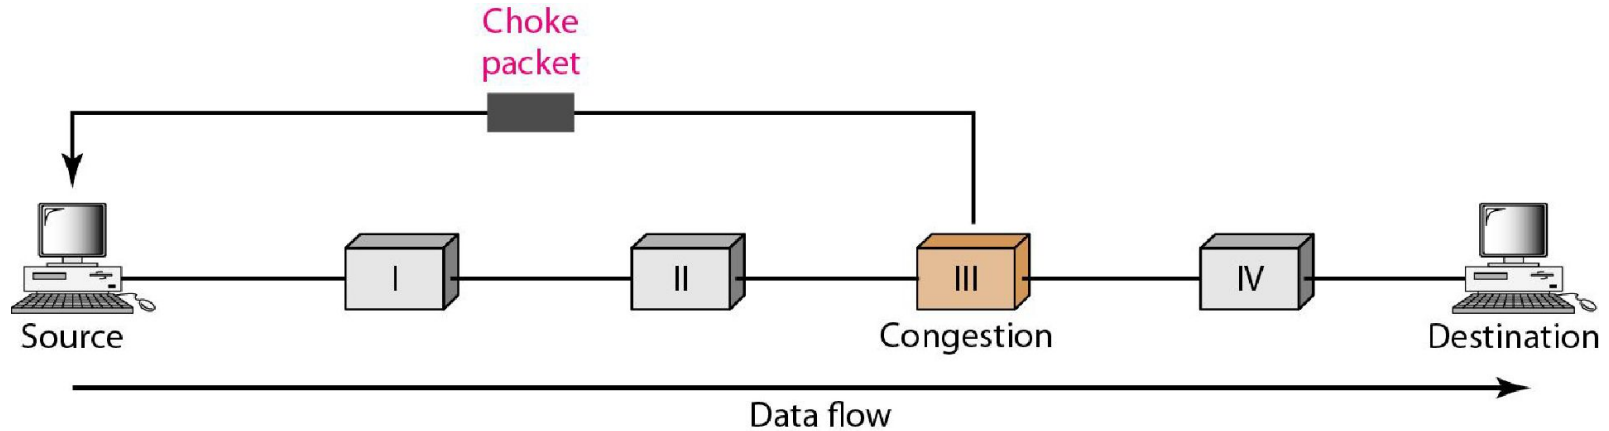 Choke
packet
I
II
III
IV
Source
Congestion
Destination
Data flow